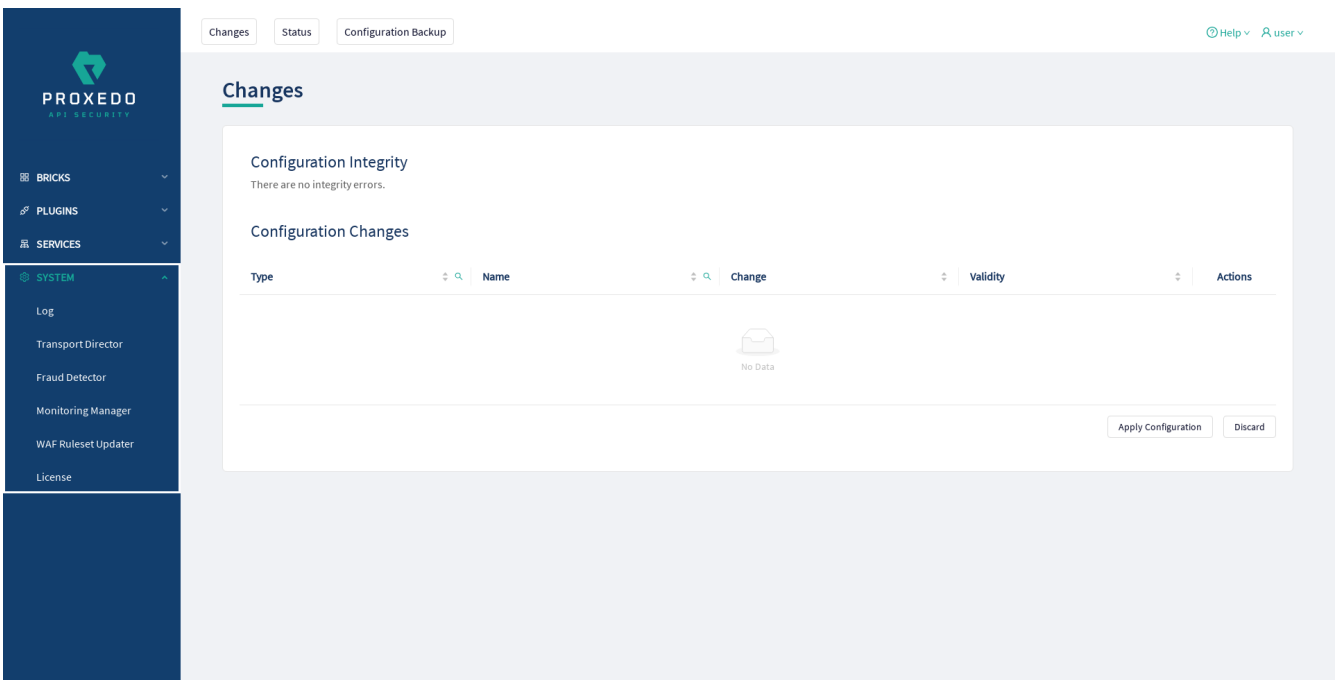 Changes Status Configuration Backup Help user
PROXEDO
API SECURITY
BRICKS
PLUGINS
SERVICES
SYSTEM
Log
Transport Director
Fraud Detector
Monitoring Manager
WAF Ruleset Updater
License
Changes
Configuration Integrity
There are no integrity errors.
Configuration Changes
Type Name Change Validity Actions
No Data
Apply Configuration Discard